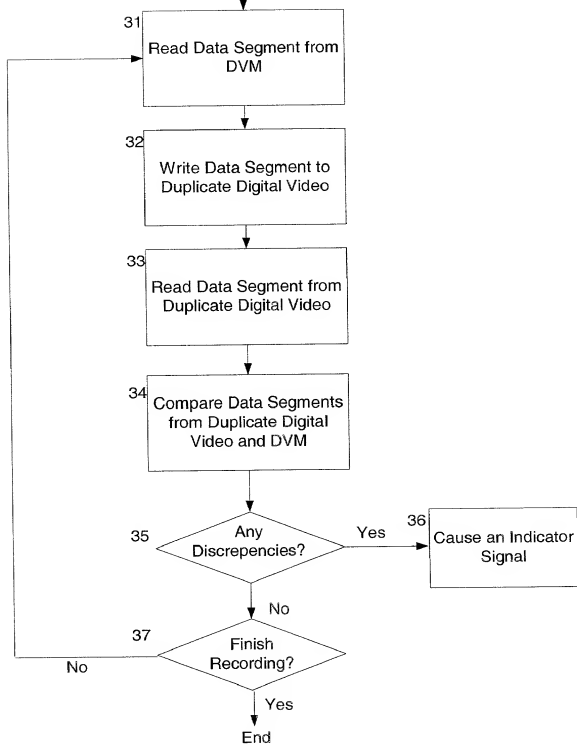 31
Read Data Segment from
DVM
32
Write Data Segment to
Duplicate Digital Video
33
Read Data Segment from
Duplicate Digital Video
34
Compare Data Segments
from Duplicate Digital
Video and DVM
35
Any
Discrepencies?
Yes
36
Cause an Indicator
Signal
No
37
Finish
Recording?
No
Yes
End